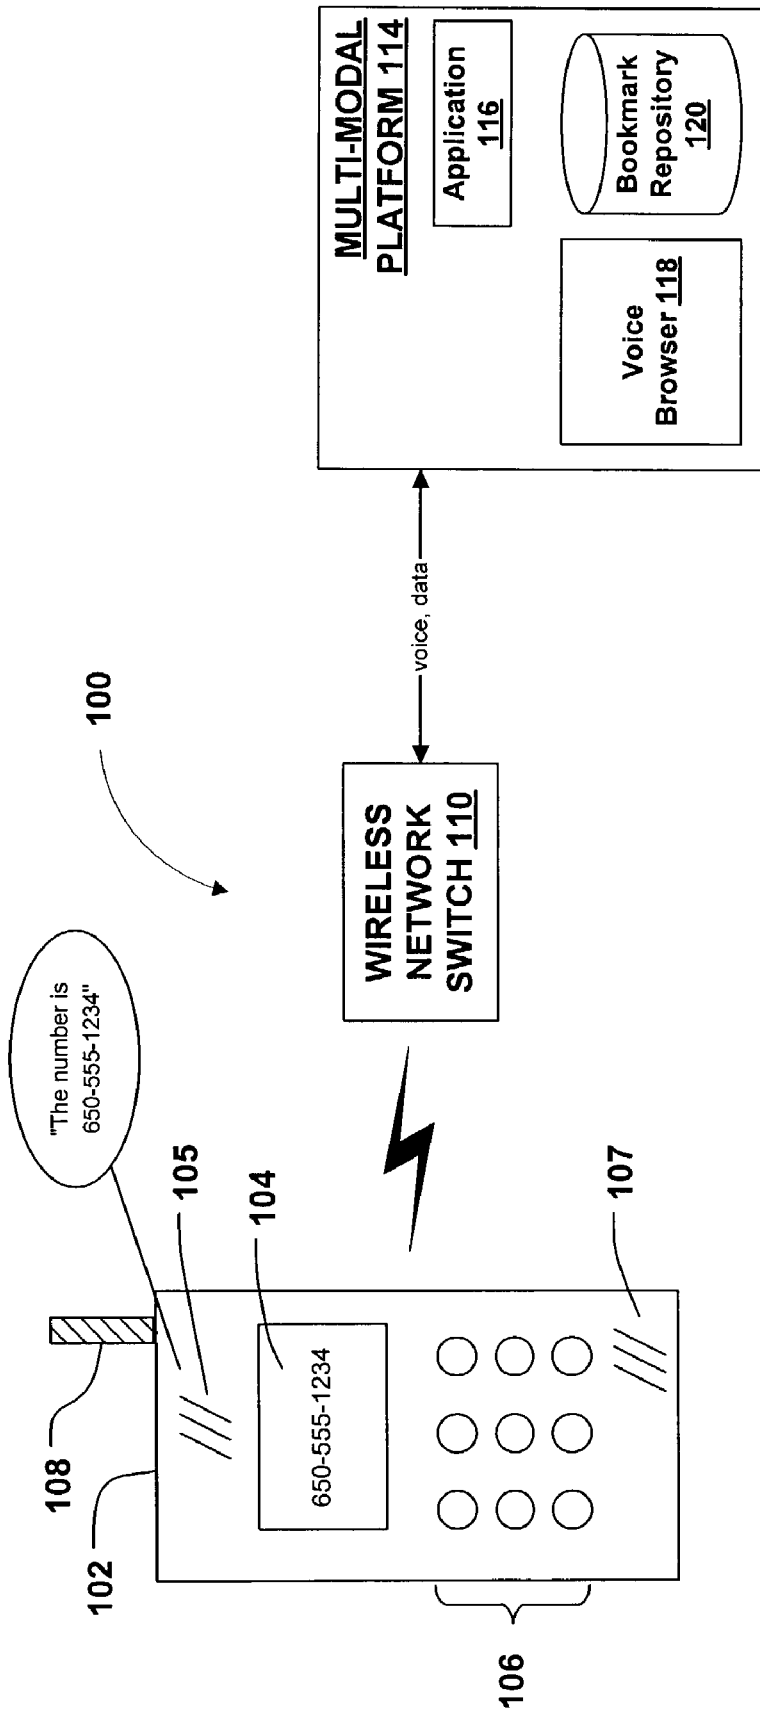 "The number is
650-555-1234"
108
102
105
104
650-555-1234
106
107
100
WIRELESS
NETWORK
SWITCH 110
voice, data
MULTI-MODAL
PLATFORM 114
Application
116
Voice
Browser 118
Bookmark
Repository
120